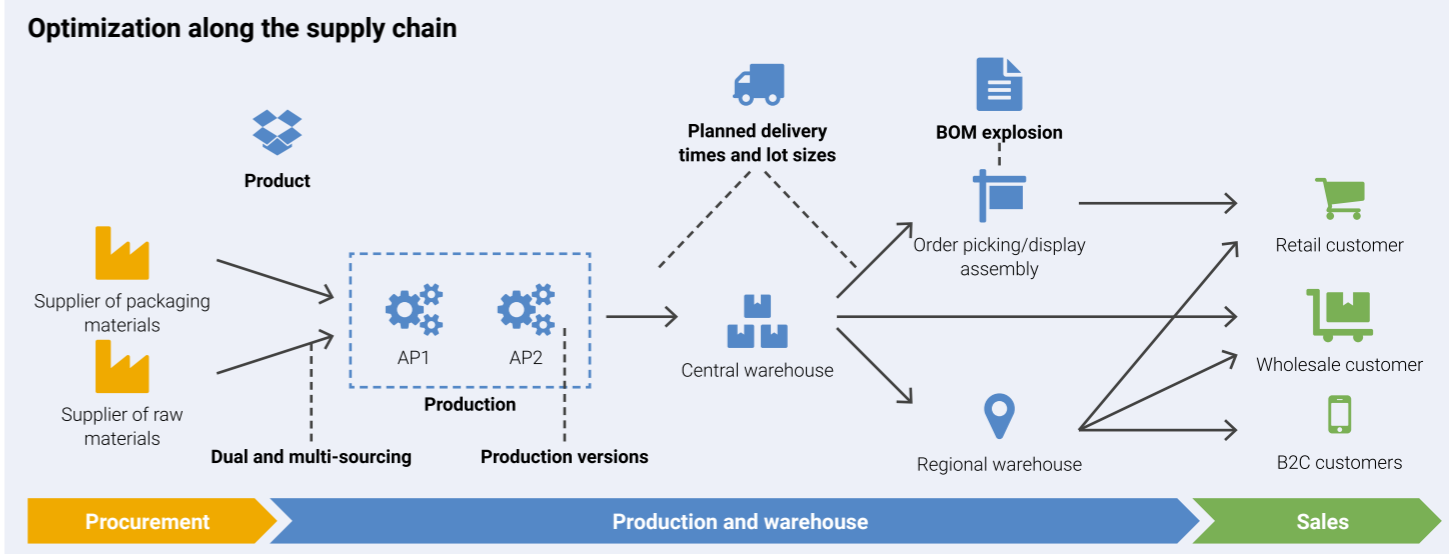 Optimization along the supply chain
Product
Planned delivery
times and lot sizes
BOM explosion
Supplier of packaging
materials
Supplier of raw
materials
AP1
AP2
Production
Dual and multi-sourcing
Production versions
Central warehouse
Order picking/display
assembly
Regional warehouse
Retail customer
Wholesale customer
B2C customers
Procurement
Production and warehouse
Sales